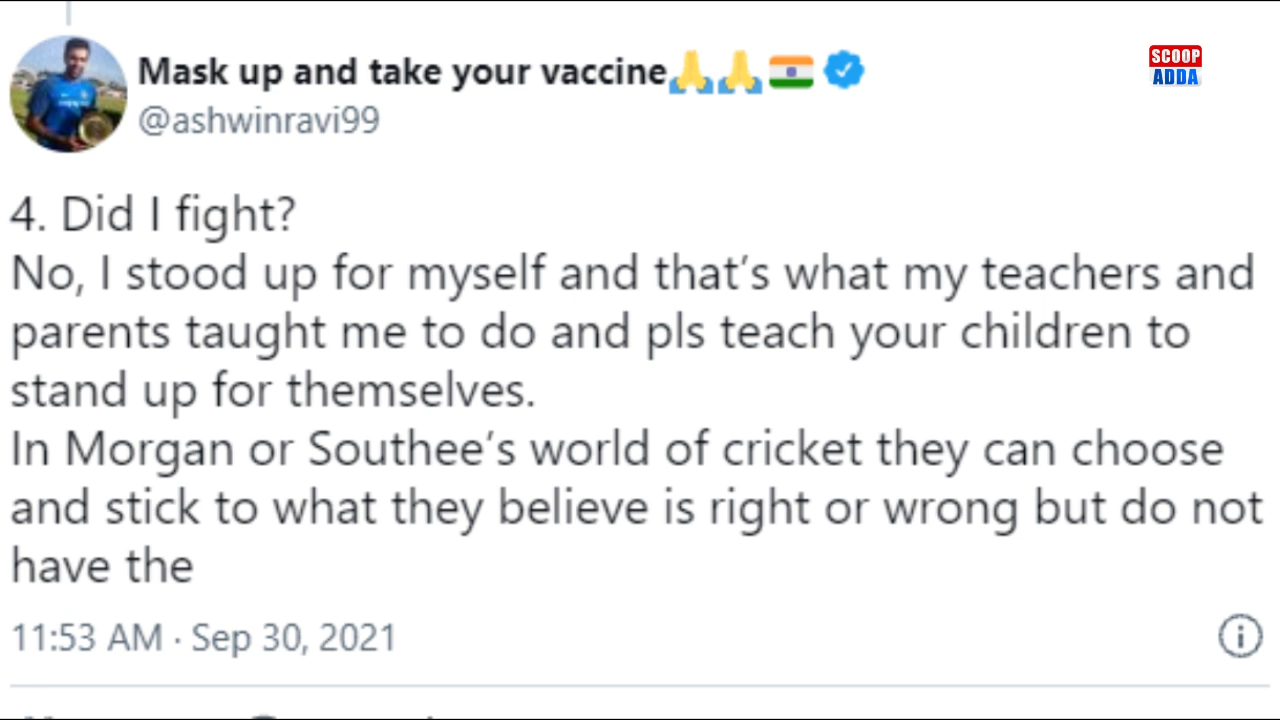 Mask up and take your vaccine🙏🙏🇮🇳
@ashwinravi99
SCOOP
ADDA
4. Did I fight?
No, I stood up for myself and that’s what my teachers and
parents taught me to do and pls teach your children to
stand up for themselves.
In Morgan or Southee’s world of cricket they can choose
and stick to what they believe is right or wrong but do not
have the
11:53 AM · Sep 30, 2021